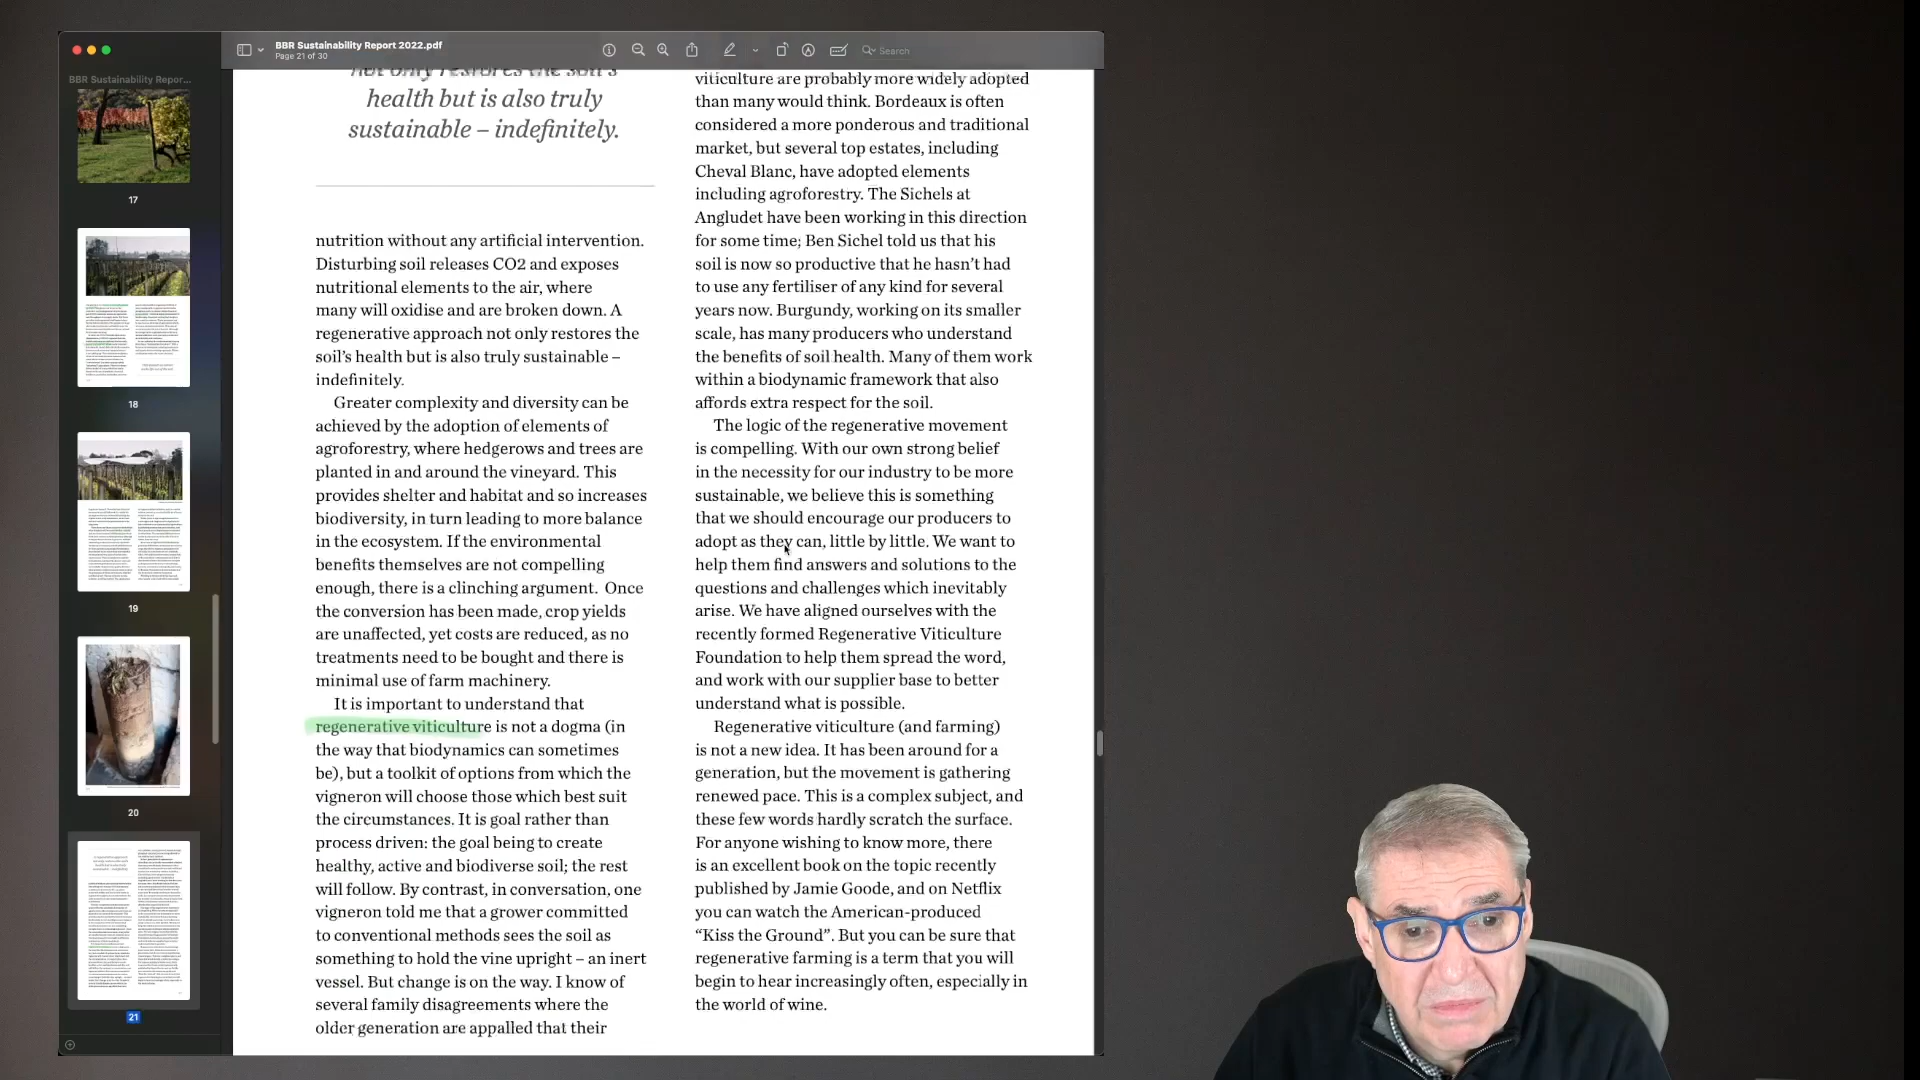 BBR Sustainability Report 2022.pdf
Page 21 of 30
Search
BBR Sustainability Repor...
17
18
19
20
21
health but is also truly
sustainable – indefinitely.
nutrition without any artificial intervention.
Disturbing soil releases CO2 and exposes
nutritional elements to the air, where
many will oxidise and are broken down. A
regenerative approach not only restores the
soil’s health but is also truly sustainable –
indefinitely.
Greater complexity and diversity can be
achieved by the adoption of elements of
agroforestry, where hedgerows and trees are
planted in and around the vineyard. This
provides shelter and habitat and so increases
biodiversity, in turn leading to more balance
in the ecosystem. If the environmental
benefits themselves are not compelling
enough, there is a clinching argument. Once
the conversion has been made, crop yields
are unaffected, yet costs are reduced, as no
treatments need to be bought and there is
minimal use of farm machinery.
It is important to understand that
regenerative viticulture is not a dogma (in
the way that biodynamics can sometimes
be), but a toolkit of options from which the
vigneron will choose those which best suit
the circumstances. It is goal rather than
process driven: the goal being to create
healthy, active and biodiverse soil; the rest
will follow. By contrast, in conversation, one
vigneron told me that a grower committed
to conventional methods sees the soil as
something to hold the vine upright – an inert
vessel. But change is on the way. I know of
several family disagreements where the
older generation are appalled that their
viticulture are probably more widely adopted
than many would think. Bordeaux is often
considered a more ponderous and traditional
market, but several top estates, including
Cheval Blanc, have adopted elements
including agroforestry. The Sichels at
Angludet have been working in this direction
for some time; Ben Sichel told us that his
soil is now so productive that he hasn’t had
to use any fertiliser of any kind for several
years now. Burgundy, working on its smaller
scale, has many producers who understand
the benefits of soil health. Many of them work
within a biodynamic framework that also
affords extra respect for the soil.
The logic of the regenerative movement
is compelling. With our own strong belief
in the necessity for our industry to be more
sustainable, we believe this is something
that we should encourage our producers to
adopt as they can, little by little. We want to
help them find answers and solutions to the
questions and challenges which inevitably
arise. We have aligned ourselves with the
recently formed Regenerative Viticulture
Foundation to help them spread the word,
and work with our supplier base to better
understand what is possible.
Regenerative viticulture (and farming)
is not a new idea. It has been around for a
generation, but the movement is gathering
renewed pace. This is a complex subject, and
these few words hardly scratch the surface.
For anyone wishing to know more, there
is an excellent book on the topic recently
published by Jamie Goode, and on Netflix
you can watch the American-produced
“Kiss the Ground”. But you can be sure that
regenerative farming is a term that you will
begin to hear increasingly often, especially in
the world of wine.